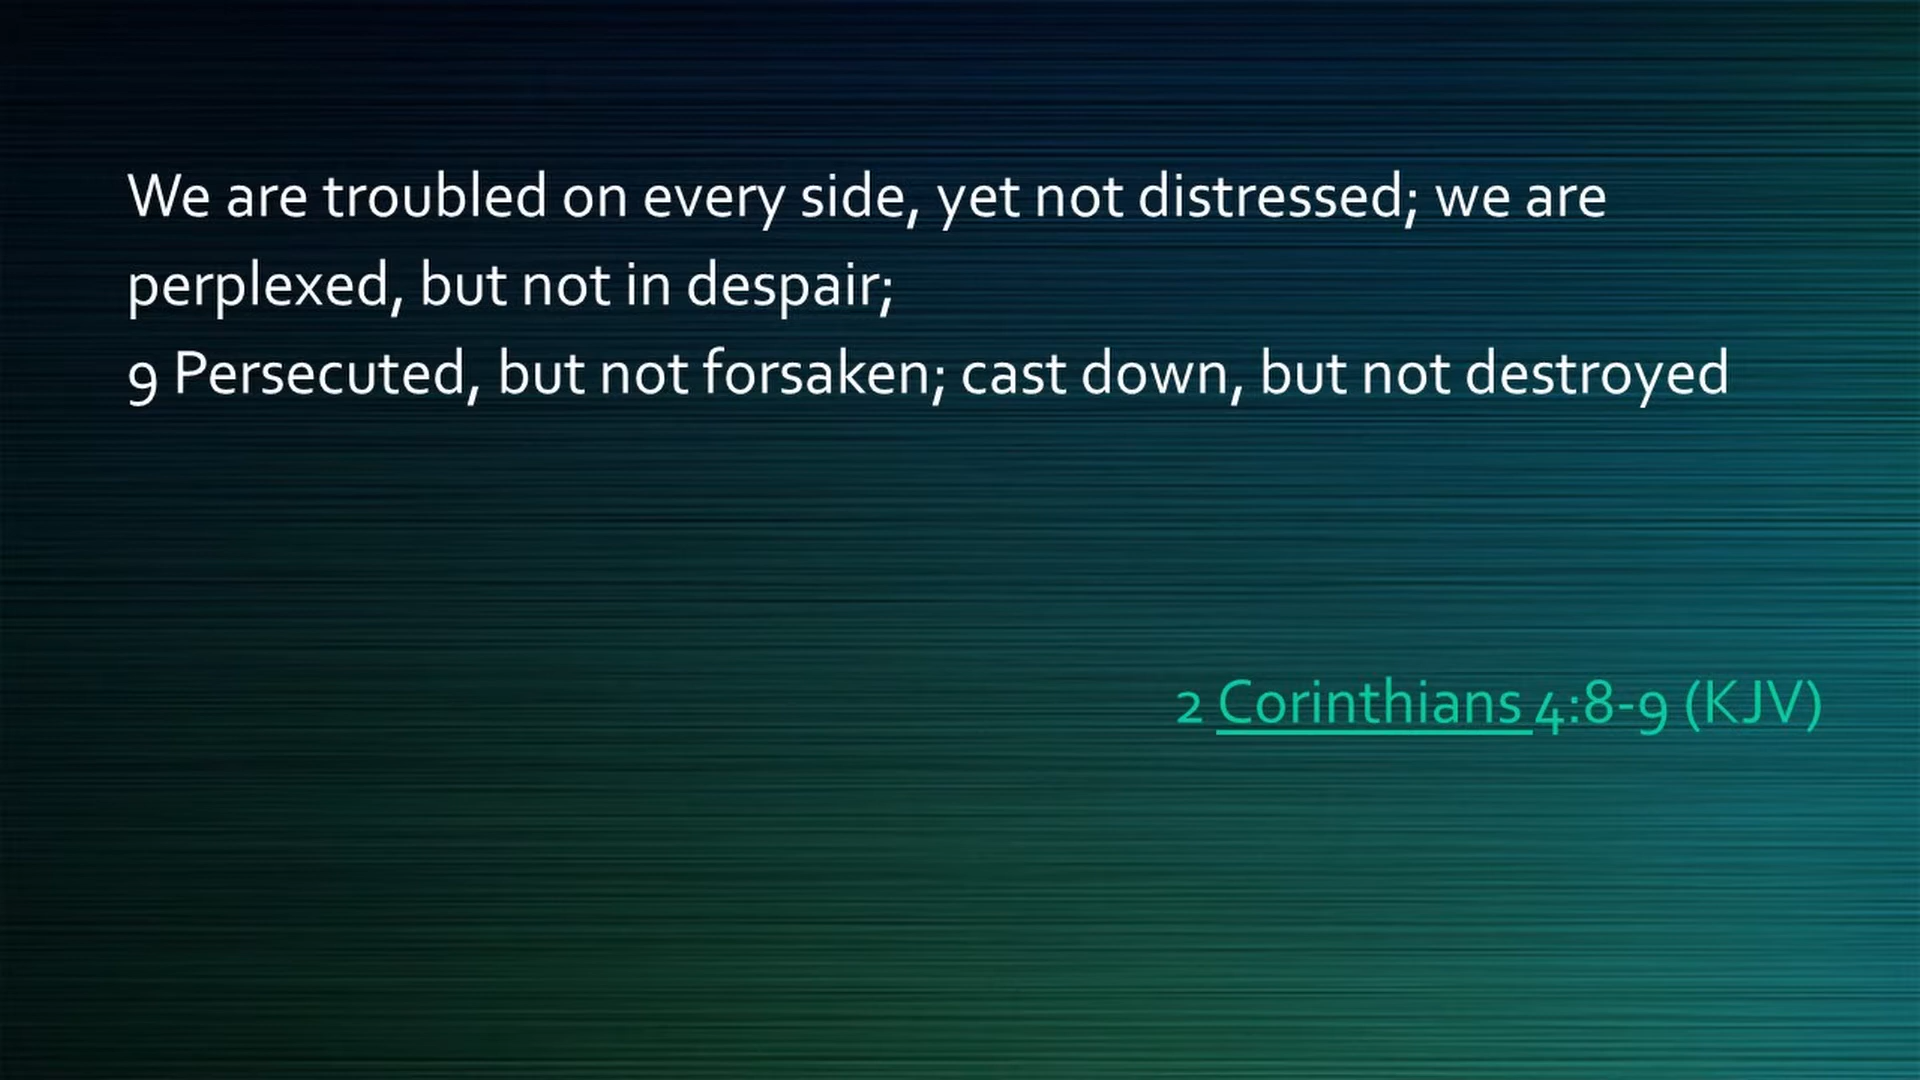 We are troubled on every side, yet not distressed; we are
perplexed, but not in despair;
9 Persecuted, but not forsaken; cast down, but not destroyed
2 Corinthians 4:8-9 (KJV)